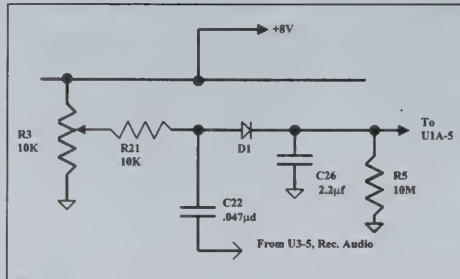 +8V
To
U1A-5
R3
10K
R21
10K
D1
C26
2.2µf
R5
10M
C22
.047µd
From U3-5, Rec. Audio